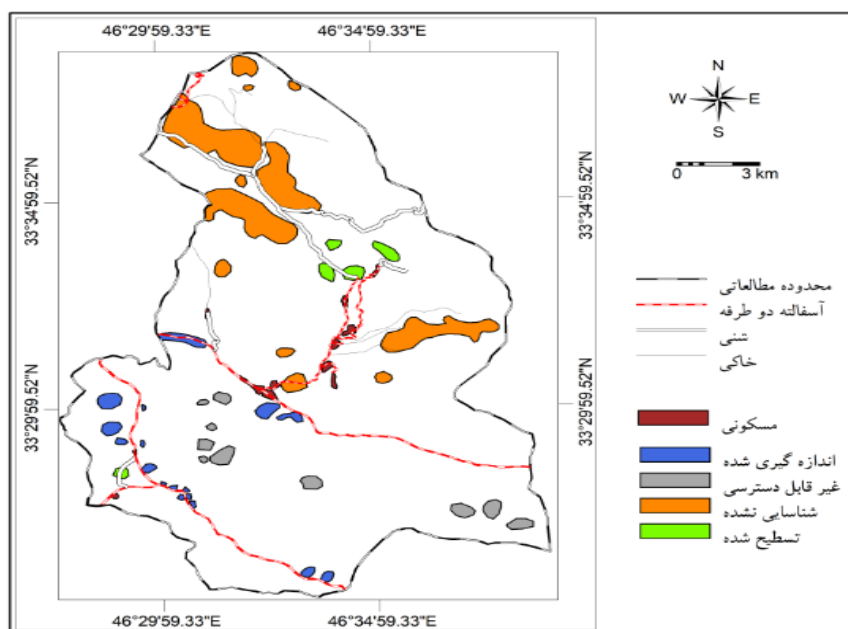 46°29'59.33"E
46°34'59.33"E
N
W E
S
0 3 km
33°34'59.52"N
33°34'59.52"N
33°29'59.52"N
33°29'59.52"N
محدوده مطالعاتی
آسفالته دو طرفه
شنی
خاکی
مسکونی
اندازه گیری شده
غیر قابل دسترسی
شناسایی نشده
تسطیح شده
46°29'59.33"E
46°34'59.33"E